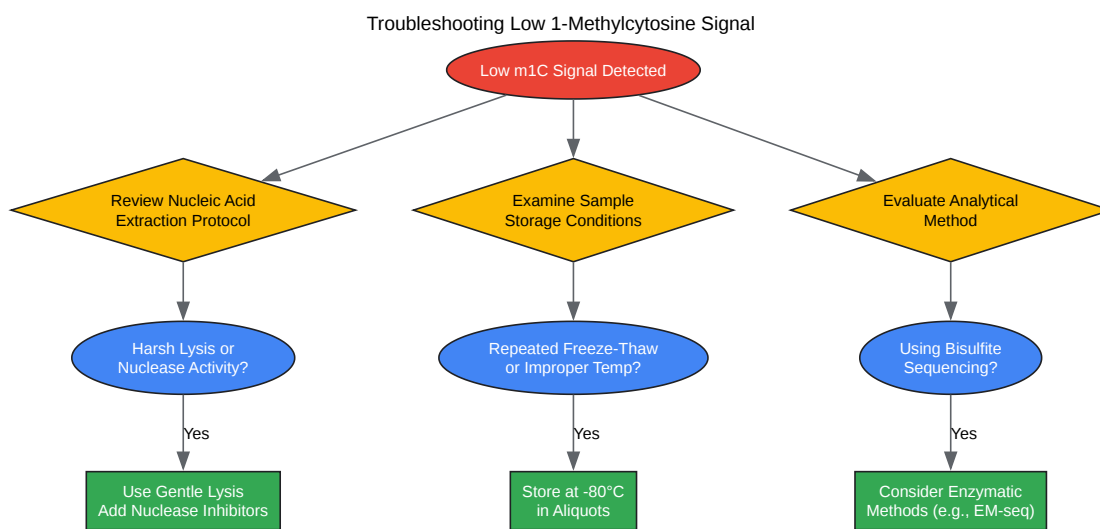 Troubleshooting Low 1-Methylcytosine Signal
Low m1C Signal Detected
Review Nucleic Acid
Extraction Protocol
Examine Sample
Storage Conditions
Evaluate Analytical
Method
Harsh Lysis or
Nuclease Activity?
Repeated Freeze-Thaw
or Improper Temp?
Using Bisulfite
Sequencing?
Yes
Yes
Yes
Use Gentle Lysis
Add Nuclease Inhibitors
Store at -80°C
in Aliquots
Consider Enzymatic
Methods (e.g., EM-seq)